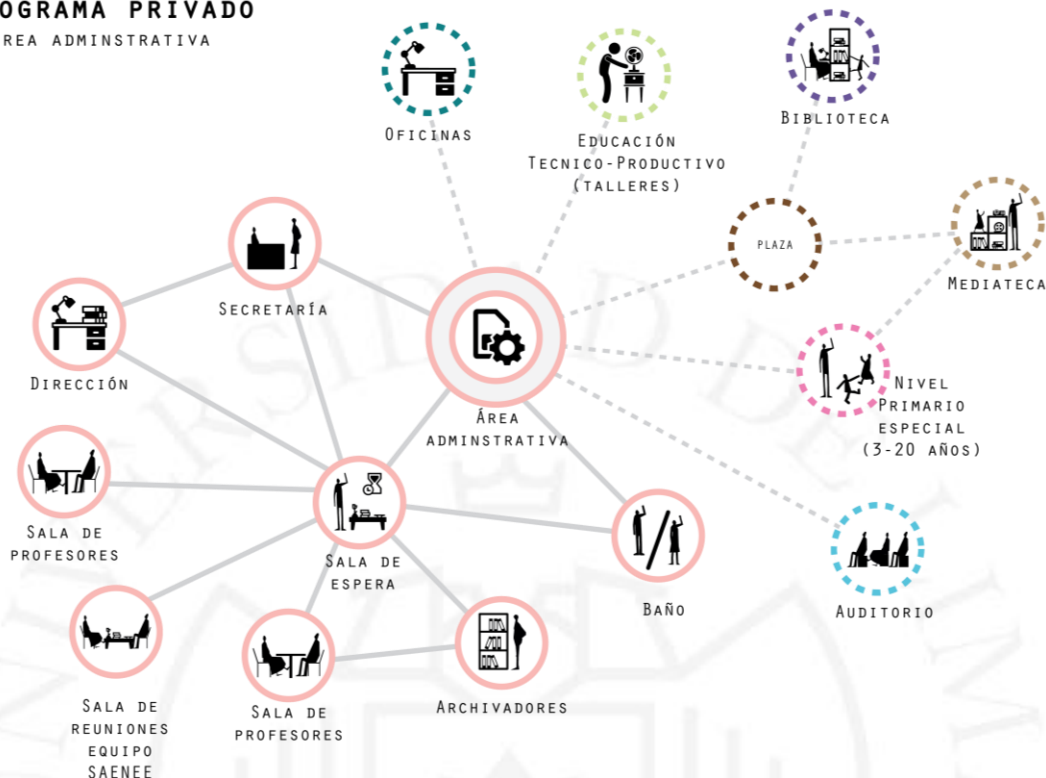 OGRAMA PRIVADO
REA ADMINSTRATIVA
OFICINAS
EDUCACIÓN
TECNICO-PRODUCTIVO
(TALLERES)
BIBLIOTECA
PLAZA
MEDIATECA
SECRETARÍA
DIRECCIÓN
ÁREA
ADMINSTRATIVA
NIVEL
PRIMARIO
ESPECIAL
(3-20 AÑOS)
SALA DE
PROFESORES
SALA DE
ESPERA
BAÑO
AUDITORIO
SALA DE
REUNIONES
EQUIPO
SAENEE
SALA DE
PROFESORES
ARCHIVADORES